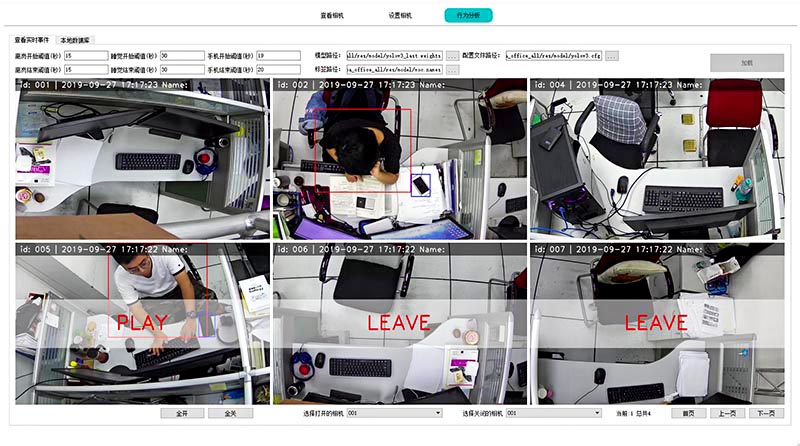 查看相机 设置相机 行为分析
查看实时事件 本地数据库
离岗开始阈值(秒) 15 睡觉开始阈值(秒) 30 手机开始阈值(秒) 19 模型路径: all/res/model/yolov3_last.weights ... 配置文件路径: a_office_all/res/model/yolov3.cfg ...
离岗结束阈值(秒) 15 睡觉结束阈值(秒) 30 手机结束阈值(秒) 20 标签路径: oa_office_all/res/model/voc.names ... 加载
id: 001 | 2019-09-27 17:17:23 Name:
id: 002 | 2019-09-27 17:17:23 Name:
id: 004 | 2019-09-27 17:17:23 Name:
id: 005 | 2019-09-27 17:17:22 Name:
id: 006 | 2019-09-27 17:17:22 Name:
id: 007 | 2019-09-27 17:17:22 Name:
PLAY
LEAVE
LEAVE
全开 全关 选择打开的相机 001 选择关闭的相机 001 当前 1 总共4 首页 上一页 下一页